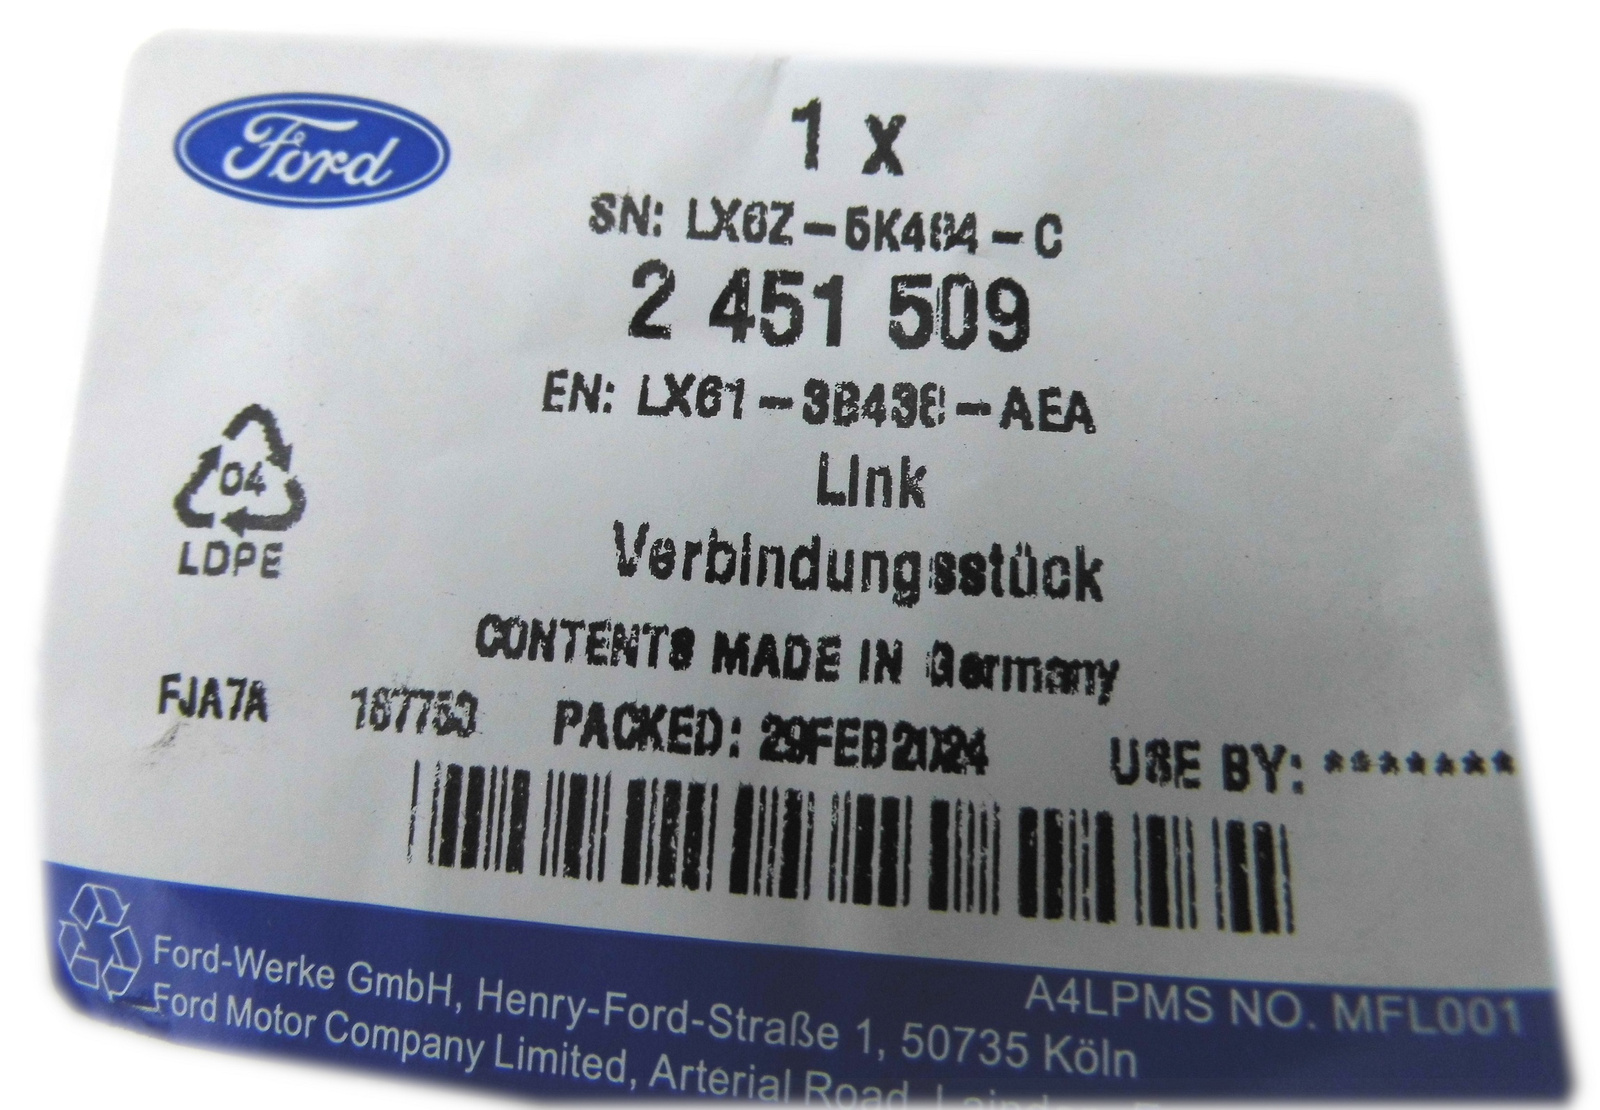 Ford
1 x
SN: LX6Z-5K484-C
2 451 509
EN: LX61-3B438-AEA
Link
04
LDPE
Verbindungsstück
CONTENTS MADE IN Germany
FJA7A 167753 PACKED: 29FEB2024 USE BY: *******
A4LPMS NO. MFL001
Ford-Werke GmbH, Henry-Ford-Straße 1, 50735 Köln
Ford Motor Company Limited, Arterial Road,